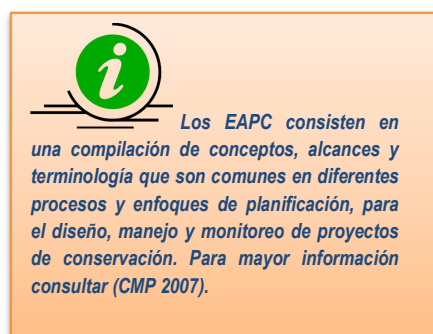 Los EAPC consisten en
una compilación de conceptos, alcances y
terminología que son comunes en diferentes
procesos y enfoques de planificación, para
el diseño, manejo y monitoreo de proyectos
de conservación. Para mayor información
consultar (CMP 2007).